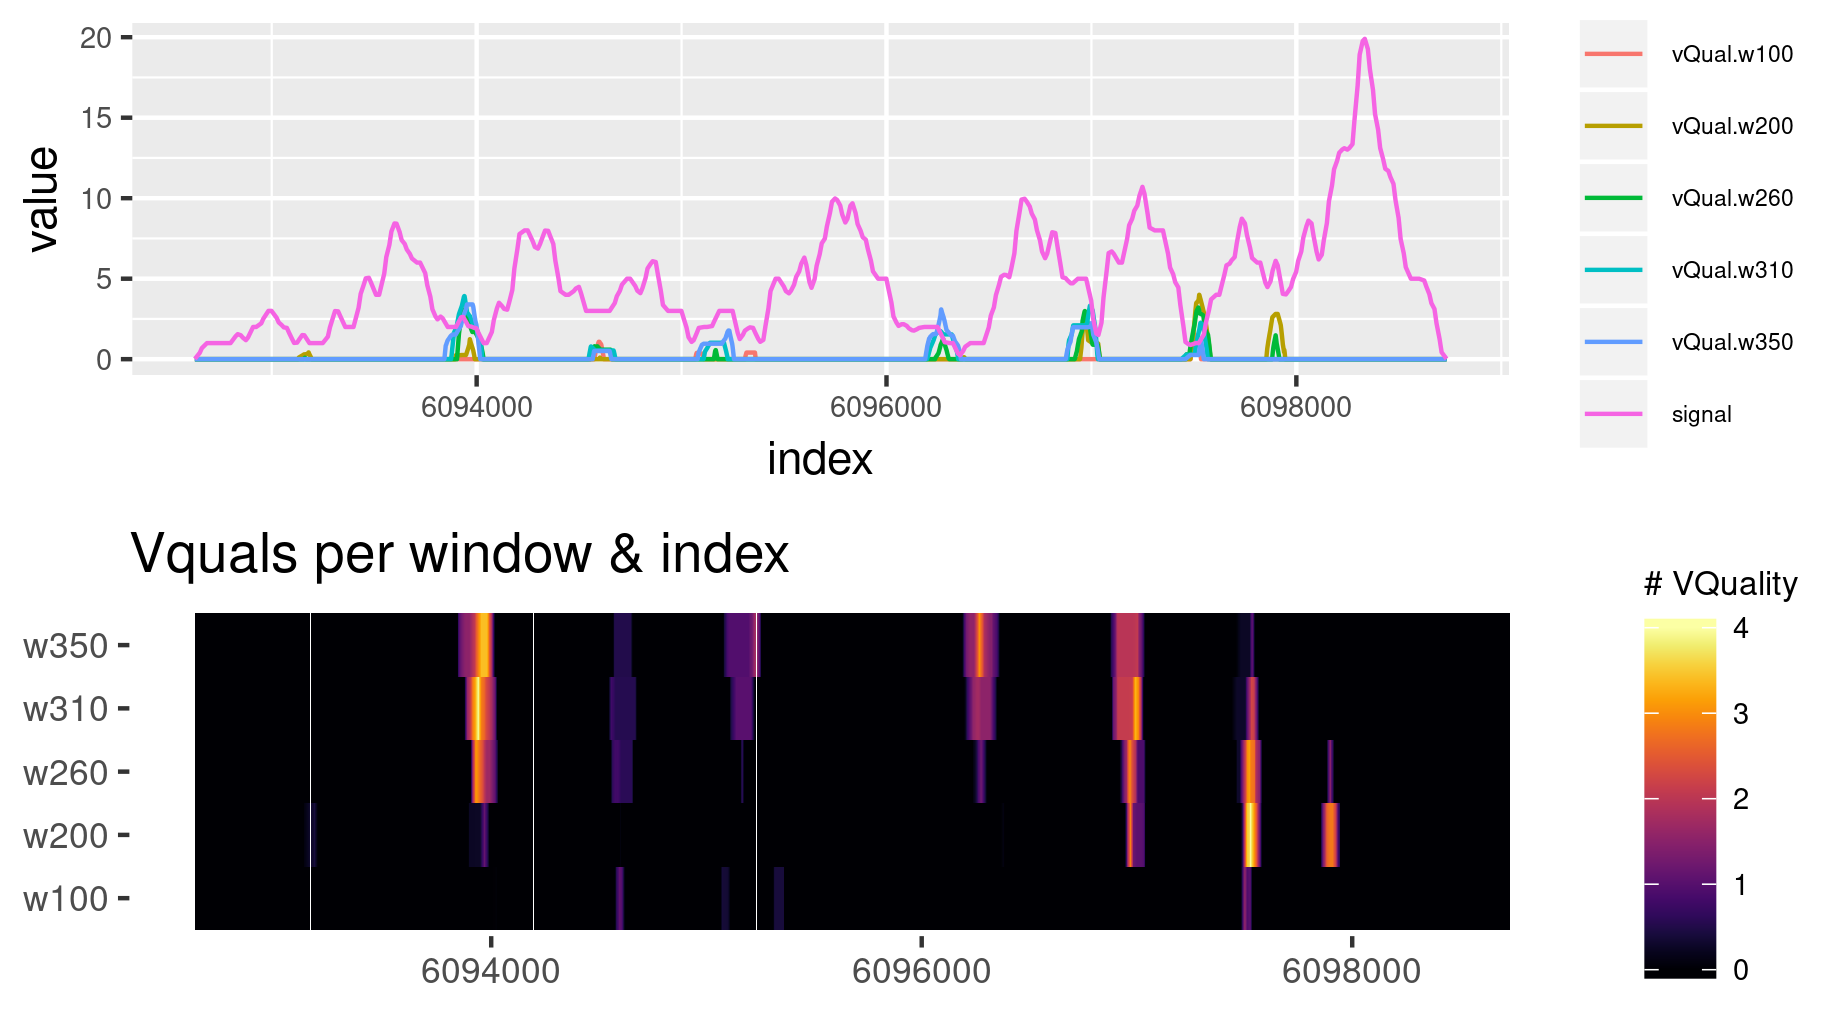 20
15
10
5
0
value
6094000 6096000 6098000
index
vQual.w100
vQual.w200
vQual.w260
vQual.w310
vQual.w350
signal
Vquals per window & index
w350
w310
w260
w200
w100
6094000 6096000 6098000
# VQuality
4
3
2
1
0